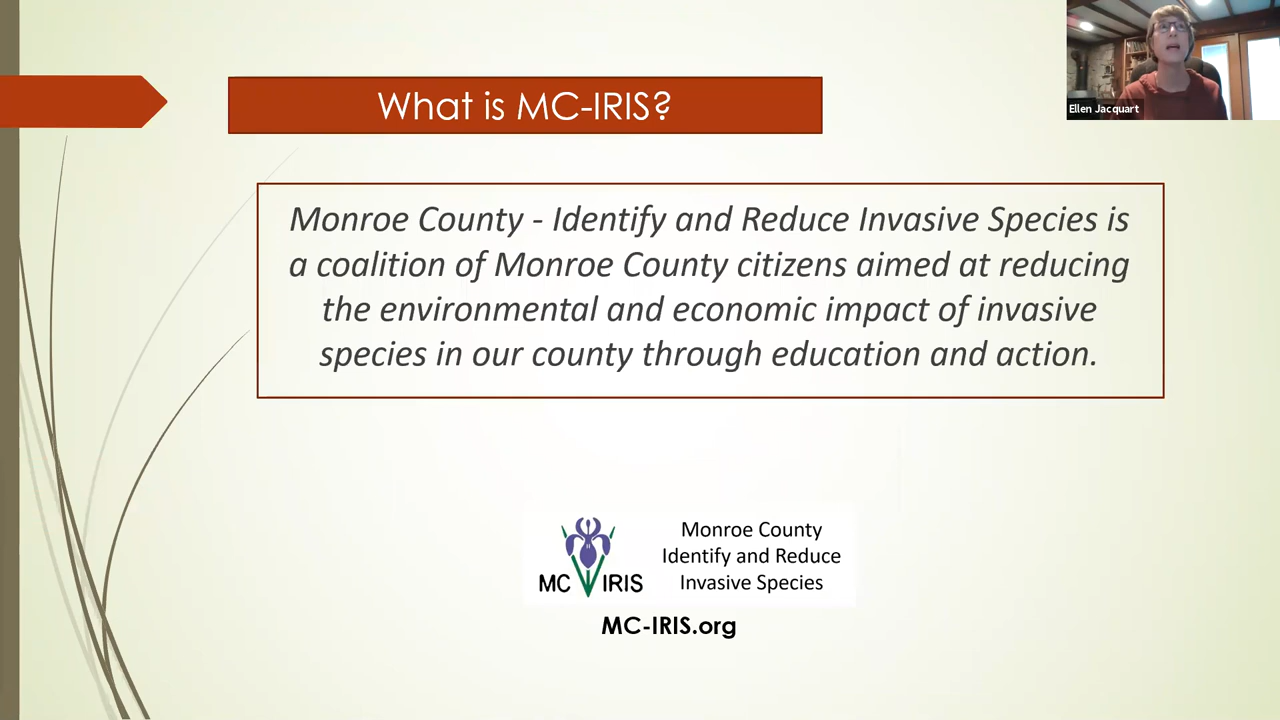 What is MC-IRIS?
Ellen Jacquart
Monroe County - Identify and Reduce Invasive Species is
a coalition of Monroe County citizens aimed at reducing
the environmental and economic impact of invasive
species in our county through education and action.
MC IRIS
Monroe County
Identify and Reduce
Invasive Species
MC-IRIS.org